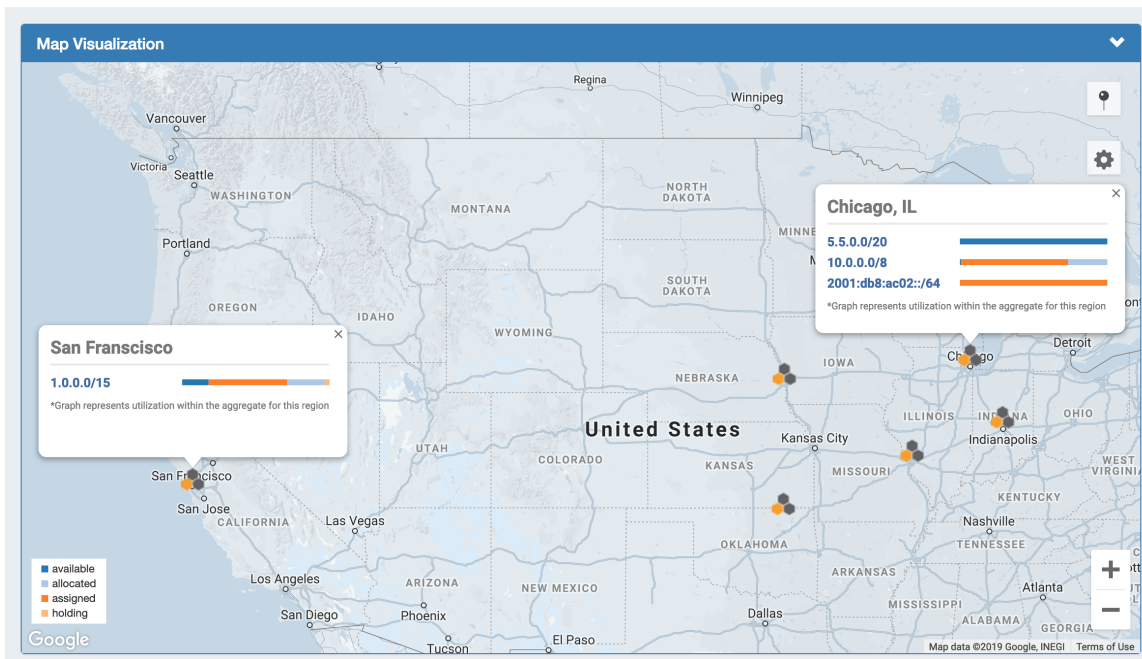 Map Visualization
Regina
Winnipeg
Vancouver
Victoria
Seattle
WASHINGTON
MONTANA
NORTH
DAKOTA
Portland
OREGON
IDAHO
SOUTH
DAKOTA
WYOMING
Chicago, IL
5.5.0.0/20
10.0.0.0/8
2001:db8:ac02::/64
*Graph represents utilization within the aggregate for this region
San Franscisco
1.0.0.0/15
*Graph represents utilization within the aggregate for this region
Detroit
IOWA
NEBRASKA
United States
ILLINOIS
OHIO
Indianapolis
Kansas City
UTAH
COLORADO
KANSAS
MISSOURI
WEST
VIRGINIA
San Francisco
San Jose
CALIFORNIA
Las Vegas
KENTUCKY
Nashville
TENNESSEE
OKLAHOMA
ARKANSAS
Los Angeles
ARIZONA
NEW MEXICO
Phoenix
San Diego
Tucson
El Paso
Dallas
MISSISSIPPI
Atlanta
ALABAMA
GEORGIA
available
allocated
assigned
holding
Google
Map data ©2019 Google, INEGI
Terms of Use